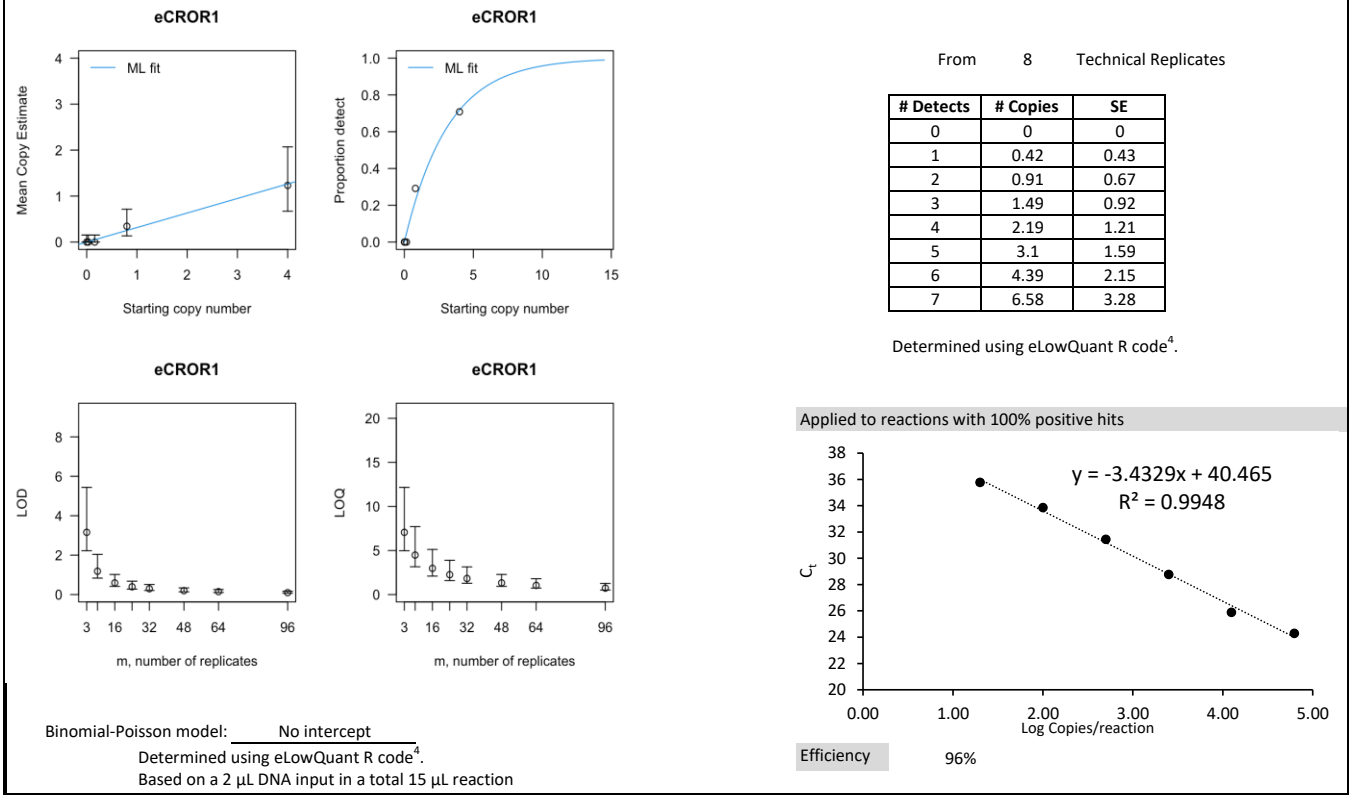 eCROR1
ML fit
Mean Copy Estimate
4
3
2
1
0
0 1 2 3 4
Starting copy number
eCROR1
ML fit
Proportion detect
1.0
0.8
0.6
0.4
0.2
0.0
0 5 10 15
Starting copy number
From 8 Technical Replicates
# Detects # Copies SE
0 0 0
1 0.42 0.43
2 0.91 0.67
3 1.49 0.92
4 2.19 1.21
5 3.1 1.59
6 4.39 2.15
7 6.58 3.28
Determined using eLowQuant R code⁴.
eCROR1
LOD
8
6
4
2
0
3 16 32 48 64 96
m, number of replicates
eCROR1
LOQ
20
15
10
5
0
3 16 32 48 64 96
m, number of replicates
Applied to reactions with 100% positive hits
y = -3.4329x + 40.465
R² = 0.9948
Cₜ
38
36
34
32
30
28
26
24
22
20
0.00 1.00 2.00 3.00 4.00 5.00
Log Copies/reaction
Efficiency 96%
Binomial-Poisson model: No intercept
Determined using eLowQuant R code⁴.
Based on a 2 µL DNA input in a total 15 µL reaction